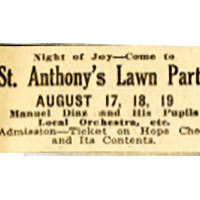 Night of Joy—Come to
St. Anthony's Lawn Part
AUGUST 17, 18, 19
Manuel Diaz and His Pupils
Local Orchestra, etc.
Admission—Ticket on Hope Che
and Its Contents.